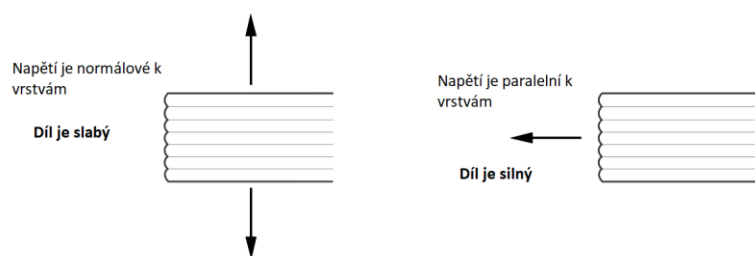 Napětí je normálové k
vrstvám
Díl je slabý
Napětí je paralelní k
vrstvám
Díl je silný